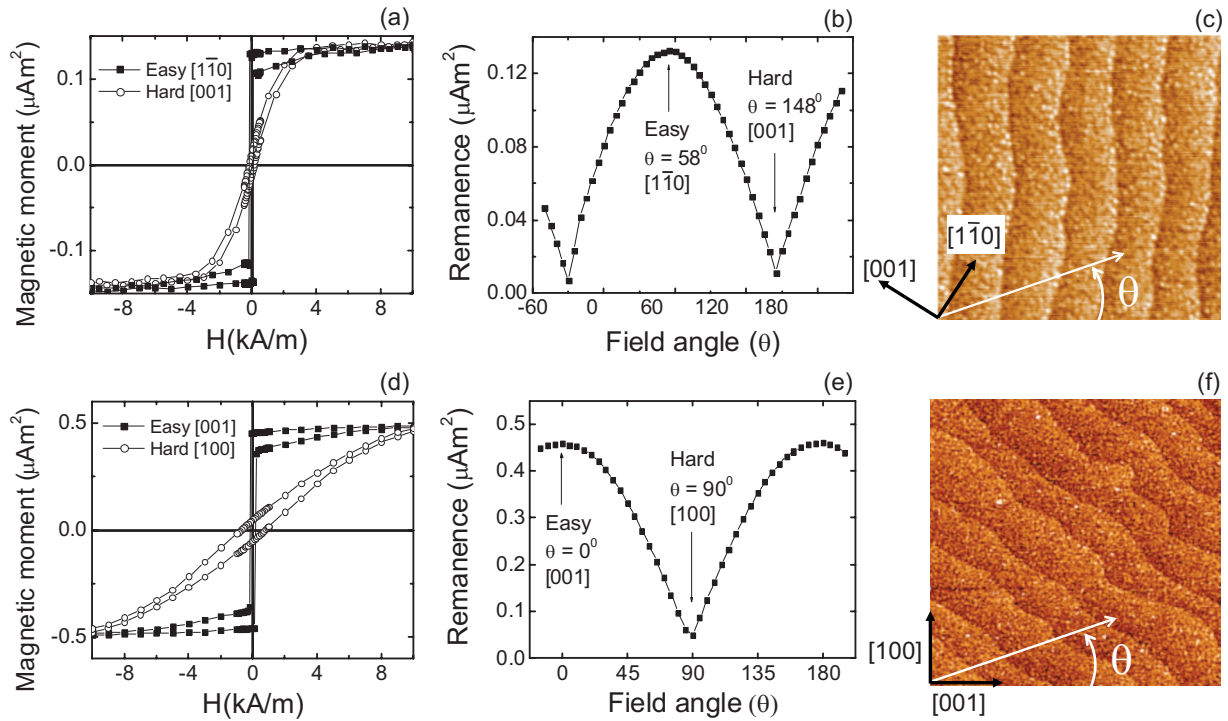 (a)
Magnetic moment (μAm²)
0.1
0.0
-0.1
Easy [11̅0]
Hard [001]
-8 -4 0 4 8
H(kA/m)
(b)
Remanence (μAm²)
0.12
0.08
0.04
0.00
Easy
θ = 58⁰
[11̅0]
Hard
θ = 148⁰
[001]
-60 0 60 120 180
Field angle (θ)
(c)
[001]
[11̅0]
θ
(d)
Magnetic moment (μAm²)
0.5
0.0
-0.5
Easy [001]
Hard [100]
-8 -4 0 4 8
H(kA/m)
(e)
Remanence (μAm²)
0.5
0.4
0.3
0.2
0.1
0.0
Easy
θ = 0⁰
[001]
Hard
θ = 90⁰
[100]
0 45 90 135 180
Field angle (θ)
(f)
[100]
[001]
θ